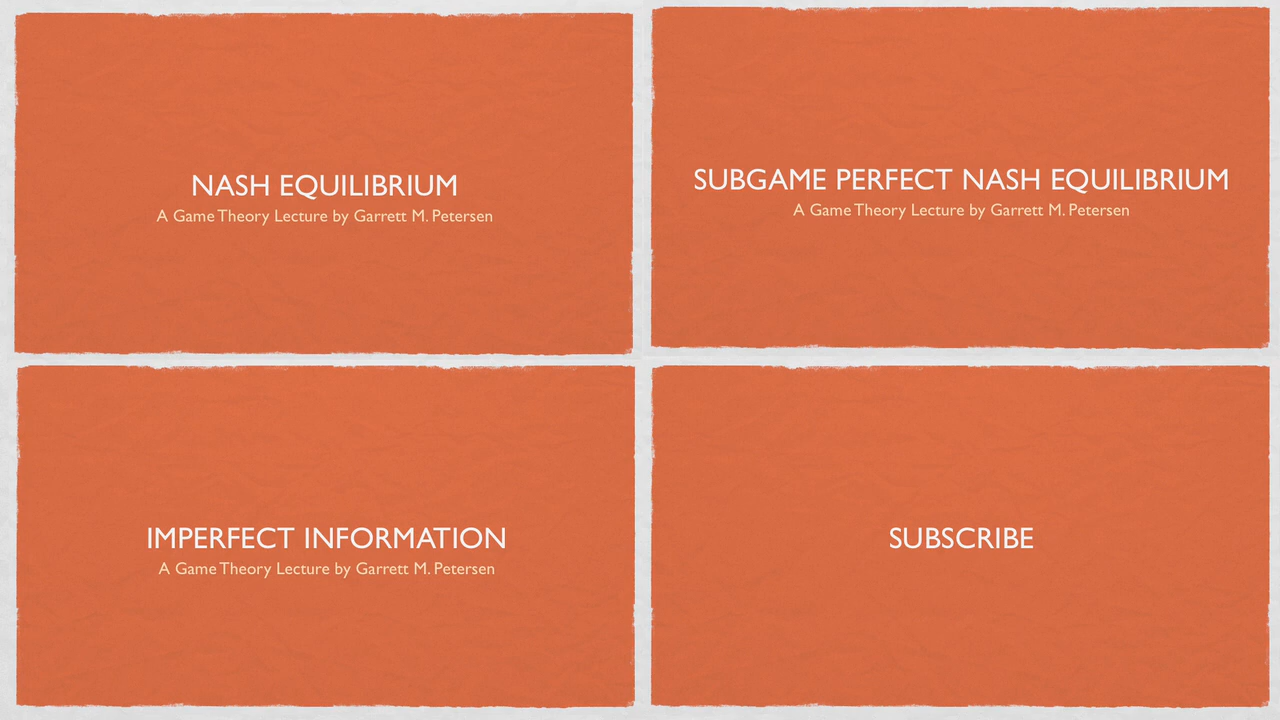 NASH EQUILIBRIUM
A Game Theory Lecture by Garrett M. Petersen
SUBGAME PERFECT NASH EQUILIBRIUM
A Game Theory Lecture by Garrett M. Petersen
IMPERFECT INFORMATION
A Game Theory Lecture by Garrett M. Petersen
SUBSCRIBE